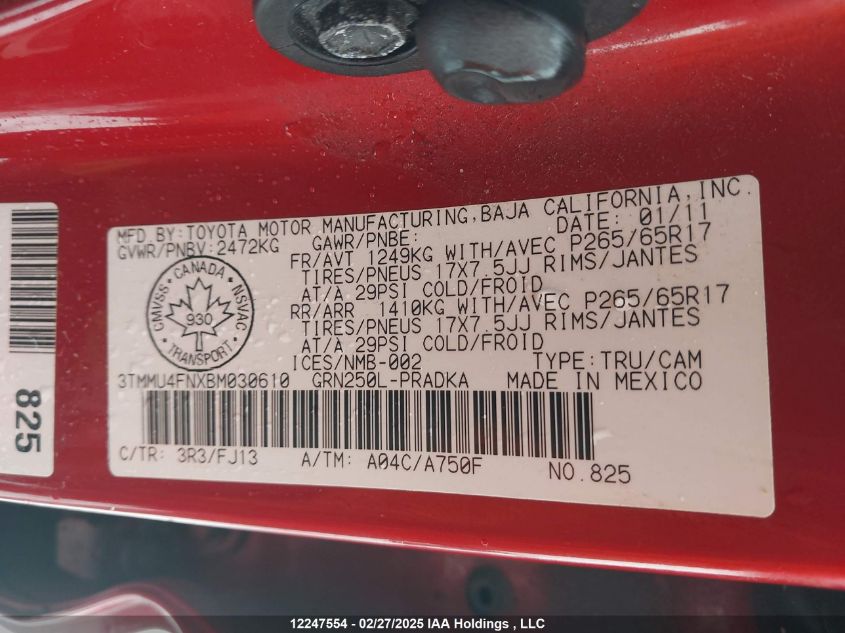 MFD BY:TOYOTA MOTOR MANUFACTURING,BAJA CALIFORNIA,INC.
GVWR/PNBV:2472KG GAWR/PNBE: DATE: 01/11
FR/AVT 1249KG WITH/AVEC P265/65R17
TIRES/PNEUS 17X7.5JJ RIMS/JANTES
AT/A 29PSI COLD/FROID
RR/ARR 1410KG WITH/AVEC P265/65R17
TIRES/PNEUS 17X7.5JJ RIMS/JANTES
AT/A 29PSI COLD/FROID
CANADA
CMVSS NSVAC
930
TRANSPORT
ICES/NMB-002 TYPE:TRU/CAM
3TMMU4FNXBM030610 GRN250L-PRADKA MADE IN MEXICO
C/TR: 3R3/FJ13 A/TM: A04C/A750F NO.825
825
12247554 - 02/27/2025 IAA Holdings , LLC